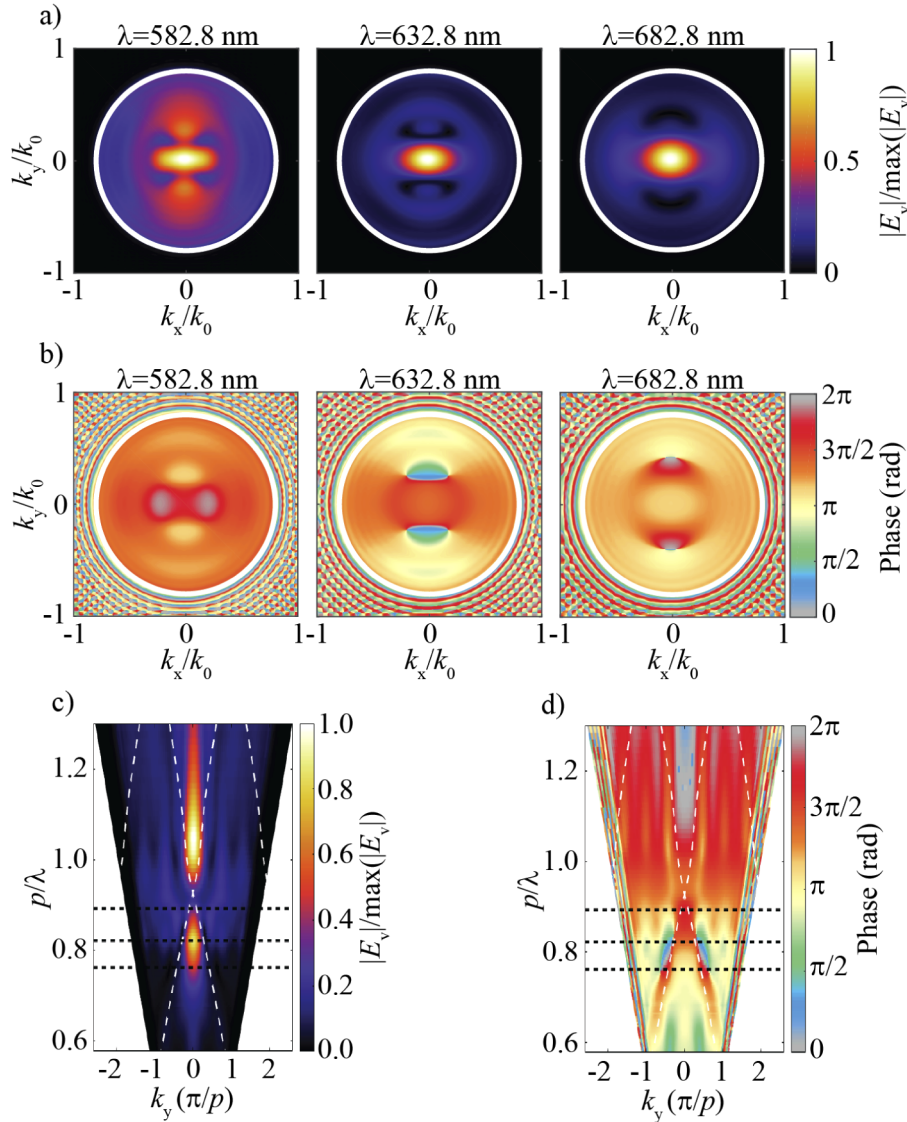 a)
λ=582.8 nm λ=632.8 nm λ=682.8 nm
1
0
-1
k_y/k_0
-1 0 1 -1 0 1 -1 0 1
k_x/k_0 k_x/k_0 k_x/k_0
1
0.5
0
|E_v|/max(|E_v|)
b)
λ=582.8 nm λ=632.8 nm λ=682.8 nm
1
0
-1
k_y/k_0
-1 0 1 -1 0 1 -1 0 1
k_x/k_0 k_x/k_0 k_x/k_0
2π
3π/2
π
π/2
0
Phase (rad)
c)
1.2
1.0
0.8
0.6
p/λ
-2 -1 0 1 2
k_y (π/p)
1.0
0.8
0.6
0.4
0.2
0.0
|E_v|/max(|E_v|)
d)
1.2
1.0
0.8
0.6
p/λ
-2 -1 0 1 2
k_y (π/p)
2π
3π/2
π
π/2
0
Phase (rad)